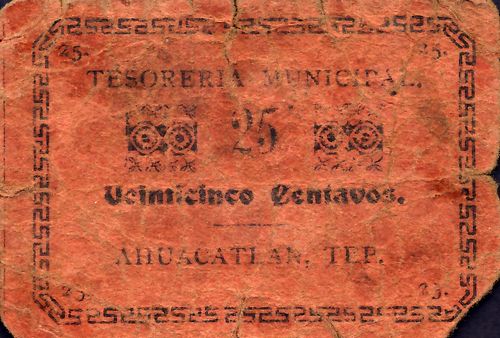 25. 25.
TESORERIA MUNICIPAL.
25
Veinticinco Centavos.
AHUACATLAN, TEP.
25. 25.